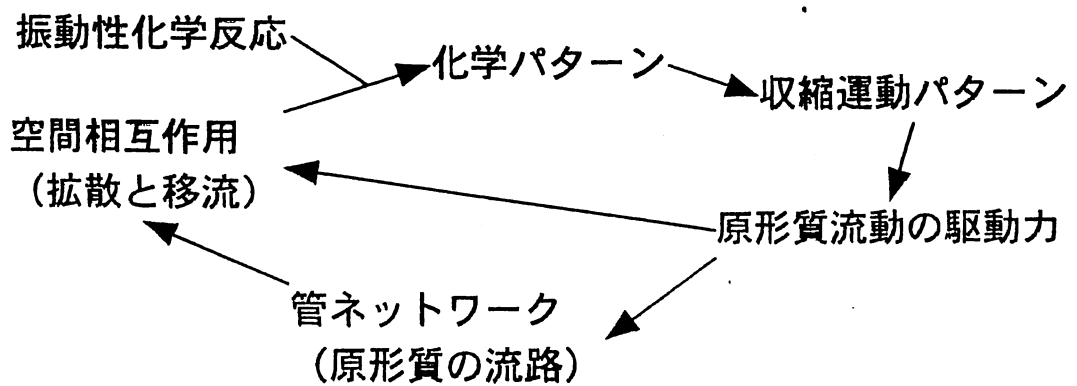 振動性化学反応
化学パターン
収縮運動パターン
空間相互作用
（拡散と移流）
原形質流動の駆動力
管ネットワーク
（原形質の流路）